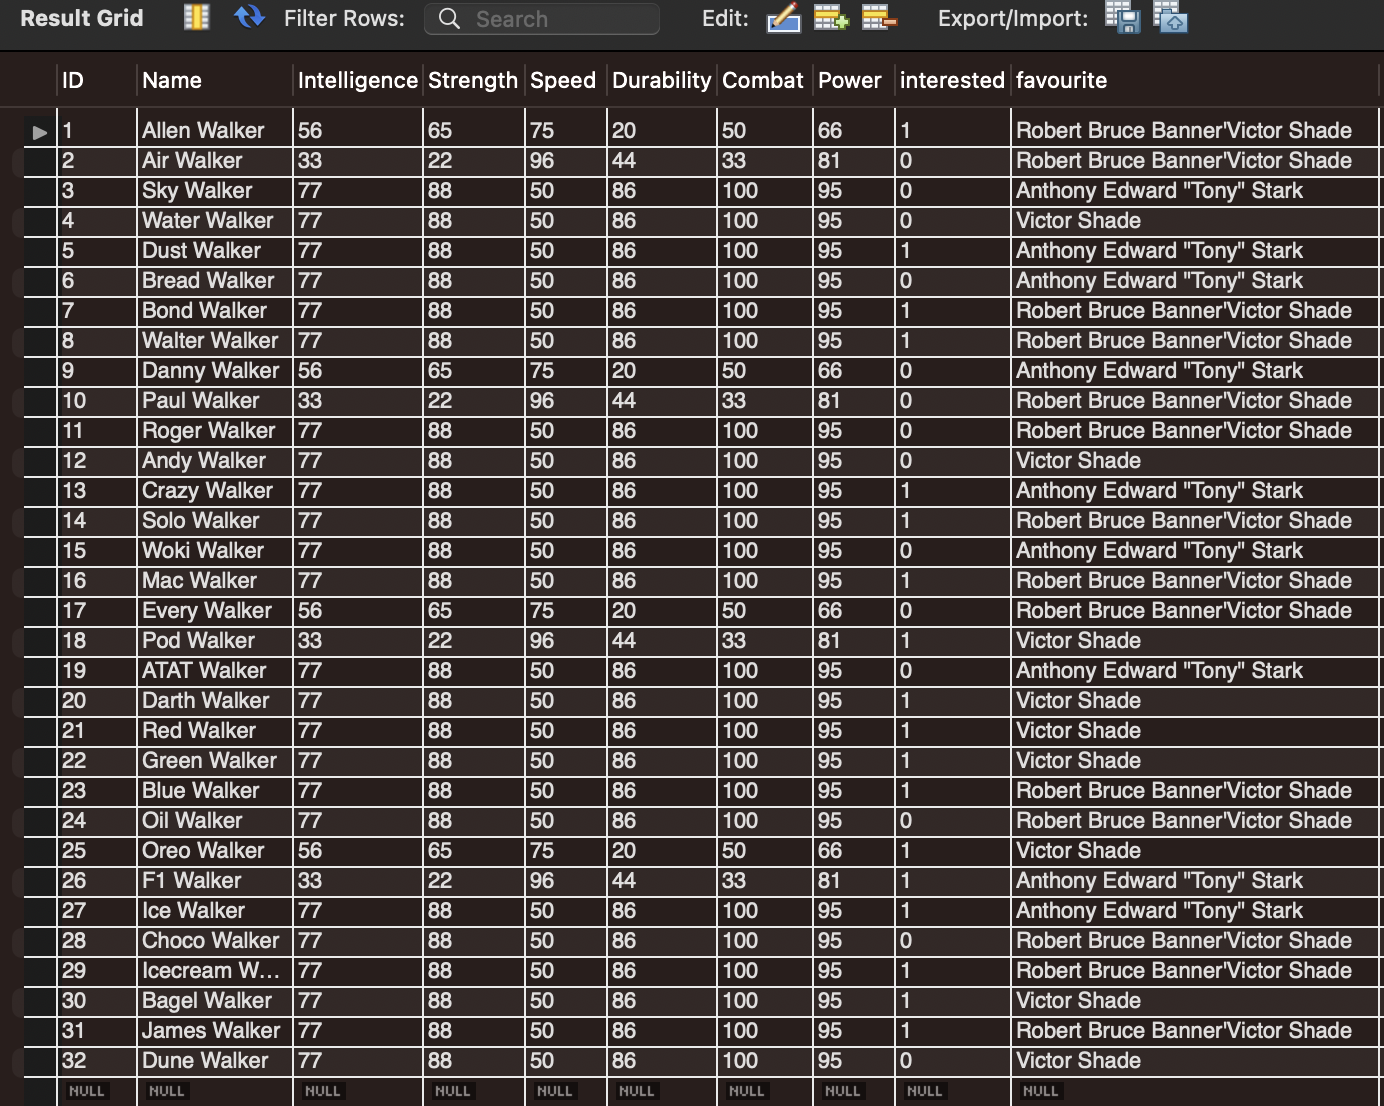 Result Grid Filter Rows: Search Edit: Export/Import:
ID Name Intelligence Strength Speed Durability Combat Power interested favourite
1 Allen Walker 56 65 75 20 50 66 1 Robert Bruce Banner'Victor Shade
2 Air Walker 33 22 96 44 33 81 0 Robert Bruce Banner'Victor Shade
3 Sky Walker 77 88 50 86 100 95 0 Anthony Edward "Tony" Stark
4 Water Walker 77 88 50 86 100 95 0 Victor Shade
5 Dust Walker 77 88 50 86 100 95 1 Anthony Edward "Tony" Stark
6 Bread Walker 77 88 50 86 100 95 0 Anthony Edward "Tony" Stark
7 Bond Walker 77 88 50 86 100 95 1 Robert Bruce Banner'Victor Shade
8 Walter Walker 77 88 50 86 100 95 1 Robert Bruce Banner'Victor Shade
9 Danny Walker 56 65 75 20 50 66 0 Anthony Edward "Tony" Stark
10 Paul Walker 33 22 96 44 33 81 0 Robert Bruce Banner'Victor Shade
11 Roger Walker 77 88 50 86 100 95 0 Robert Bruce Banner'Victor Shade
12 Andy Walker 77 88 50 86 100 95 0 Victor Shade
13 Crazy Walker 77 88 50 86 100 95 1 Anthony Edward "Tony" Stark
14 Solo Walker 77 88 50 86 100 95 1 Robert Bruce Banner'Victor Shade
15 Woki Walker 77 88 50 86 100 95 0 Anthony Edward "Tony" Stark
16 Mac Walker 77 88 50 86 100 95 1 Robert Bruce Banner'Victor Shade
17 Every Walker 56 65 75 20 50 66 0 Robert Bruce Banner'Victor Shade
18 Pod Walker 33 22 96 44 33 81 1 Victor Shade
19 ATAT Walker 77 88 50 86 100 95 0 Anthony Edward "Tony" Stark
20 Darth Walker 77 88 50 86 100 95 1 Victor Shade
21 Red Walker 77 88 50 86 100 95 1 Victor Shade
22 Green Walker 77 88 50 86 100 95 1 Victor Shade
23 Blue Walker 77 88 50 86 100 95 1 Robert Bruce Banner'Victor Shade
24 Oil Walker 77 88 50 86 100 95 0 Robert Bruce Banner'Victor Shade
25 Oreo Walker 56 65 75 20 50 66 1 Victor Shade
26 F1 Walker 33 22 96 44 33 81 1 Anthony Edward "Tony" Stark
27 Ice Walker 77 88 50 86 100 95 1 Anthony Edward "Tony" Stark
28 Choco Walker 77 88 50 86 100 95 0 Robert Bruce Banner'Victor Shade
29 Icecream W... 77 88 50 86 100 95 1 Robert Bruce Banner'Victor Shade
30 Bagel Walker 77 88 50 86 100 95 1 Victor Shade
31 James Walker 77 88 50 86 100 95 1 Robert Bruce Banner'Victor Shade
32 Dune Walker 77 88 50 86 100 95 0 Victor Shade
NULL NULL NULL NULL NULL NULL NULL NULL NULL NULL